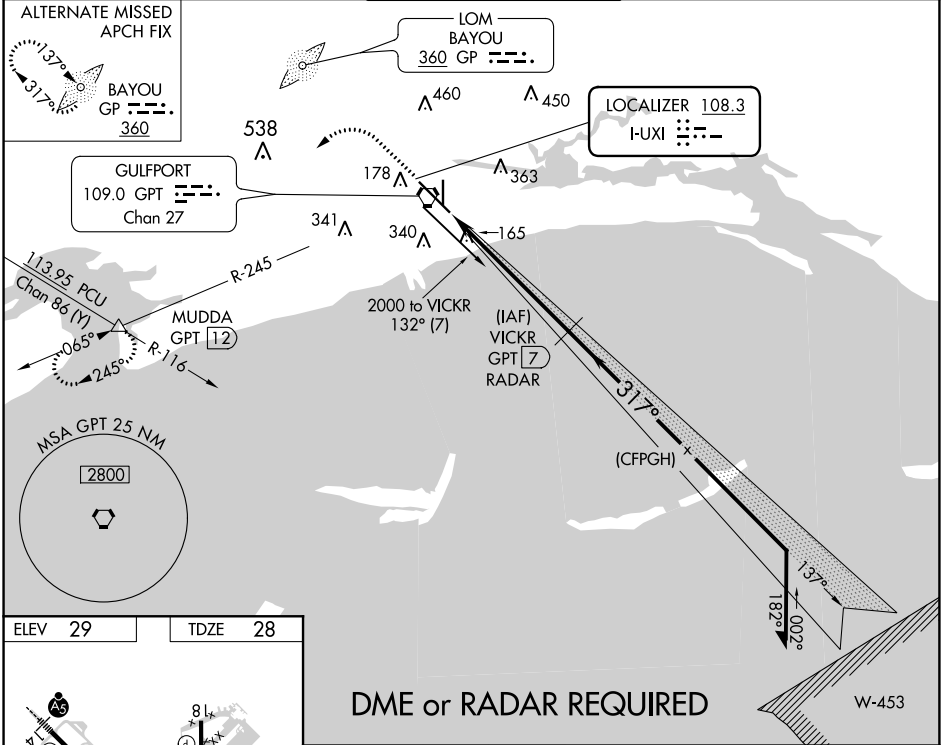 ALTERNATE MISSED
APCH FIX
137°
317°
BAYOU
GP
360
LOM
BAYOU
360 GP
460
450
LOCALIZER 108.3
I-UXI
538
GULFPORT
109.0 GPT
Chan 27
178
363
341
340
165
R-245
113.95 PCU
Chan 86 (Y)
MUDDA
GPT 12
065°
245°
R-116
2000 to VICKR
132° (7)
(IAF)
VICKR
GPT 7
RADAR
317°
(CFPGH)
MSA GPT 25 NM
2800
137°
182°
002°
ELEV 29
TDZE 28
A5
14
18
DME or RADAR REQUIRED
W-453